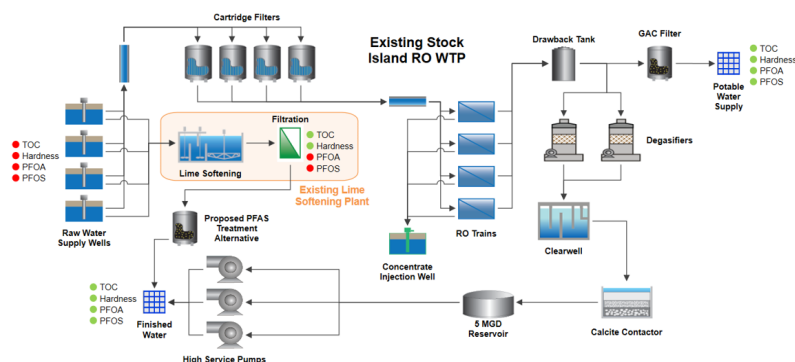 Cartridge Filters
Existing Stock
Island RO WTP
Drawback Tank
GAC Filter
TOC
Hardness
PFOA
PFOS
Potable
Water
Supply
TOC
Hardness
PFOA
PFOS
Raw Water
Supply Wells
Lime Softening
Filtration
TOC
Hardness
PFOA
PFOS
Existing Lime
Softening Plant
Proposed PFAS
Treatment
Alternative
Concentrate
Injection Well
RO Trains
Degasifiers
Clearwell
TOC
Hardness
PFOA
PFOS
Finished
Water
High Service Pumps
5 MGD
Reservoir
Calcite Contactor